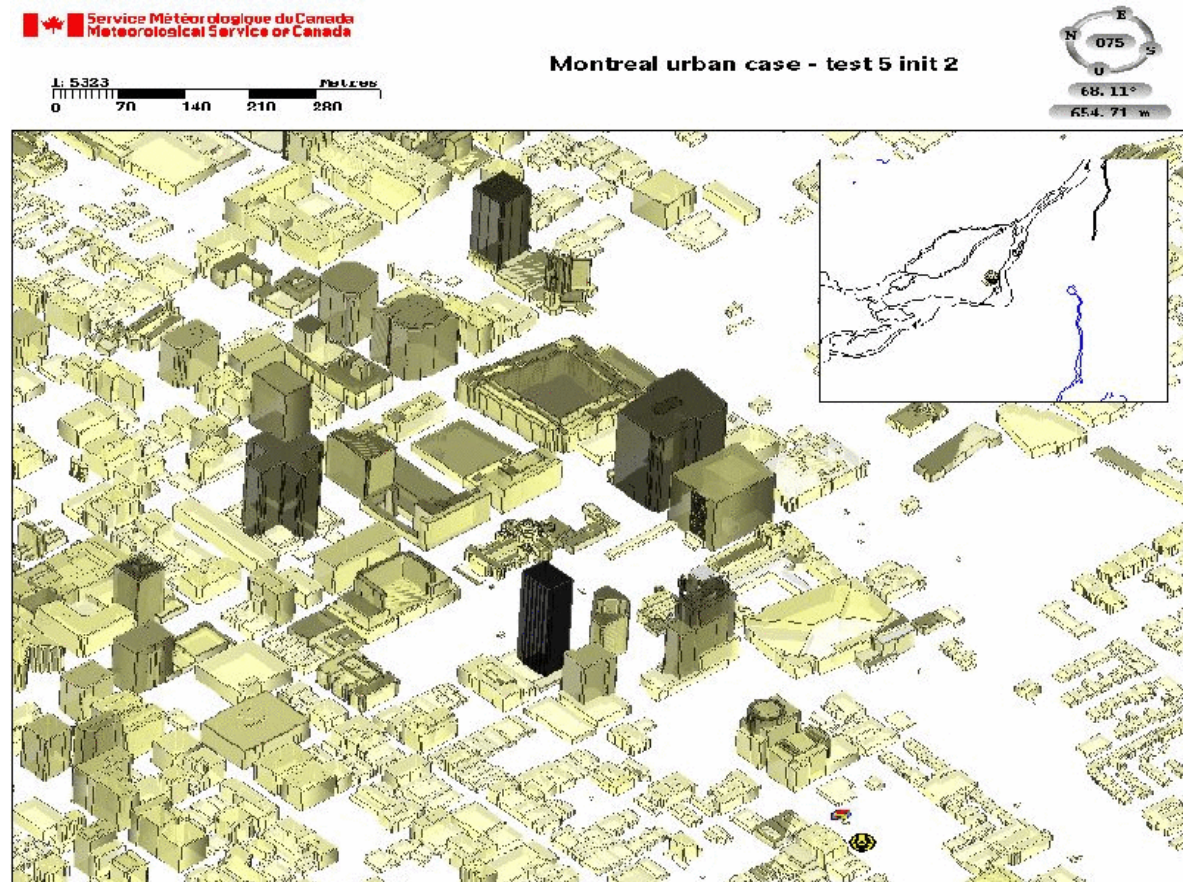 Service Météorologique du Canada
Meteorological Service of Canada
1: 5323 Metres
0 70 140 210 280
Montreal urban case - test 5 init 2
E
N 075 S
U
68.11°
654.71 m